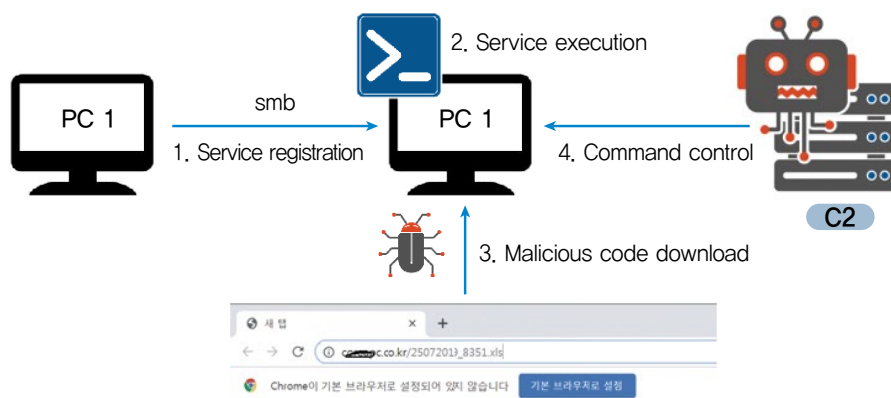 2. Service execution
PC 1
smb
PC 1
1. Service registration
4. Command control
C2
3. Malicious code download
새 탭
.co.kr/25072019_8351.xls
Chrome이 기본 브라우저로 설정되어 있지 않습니다
기본 브라우저로 설정